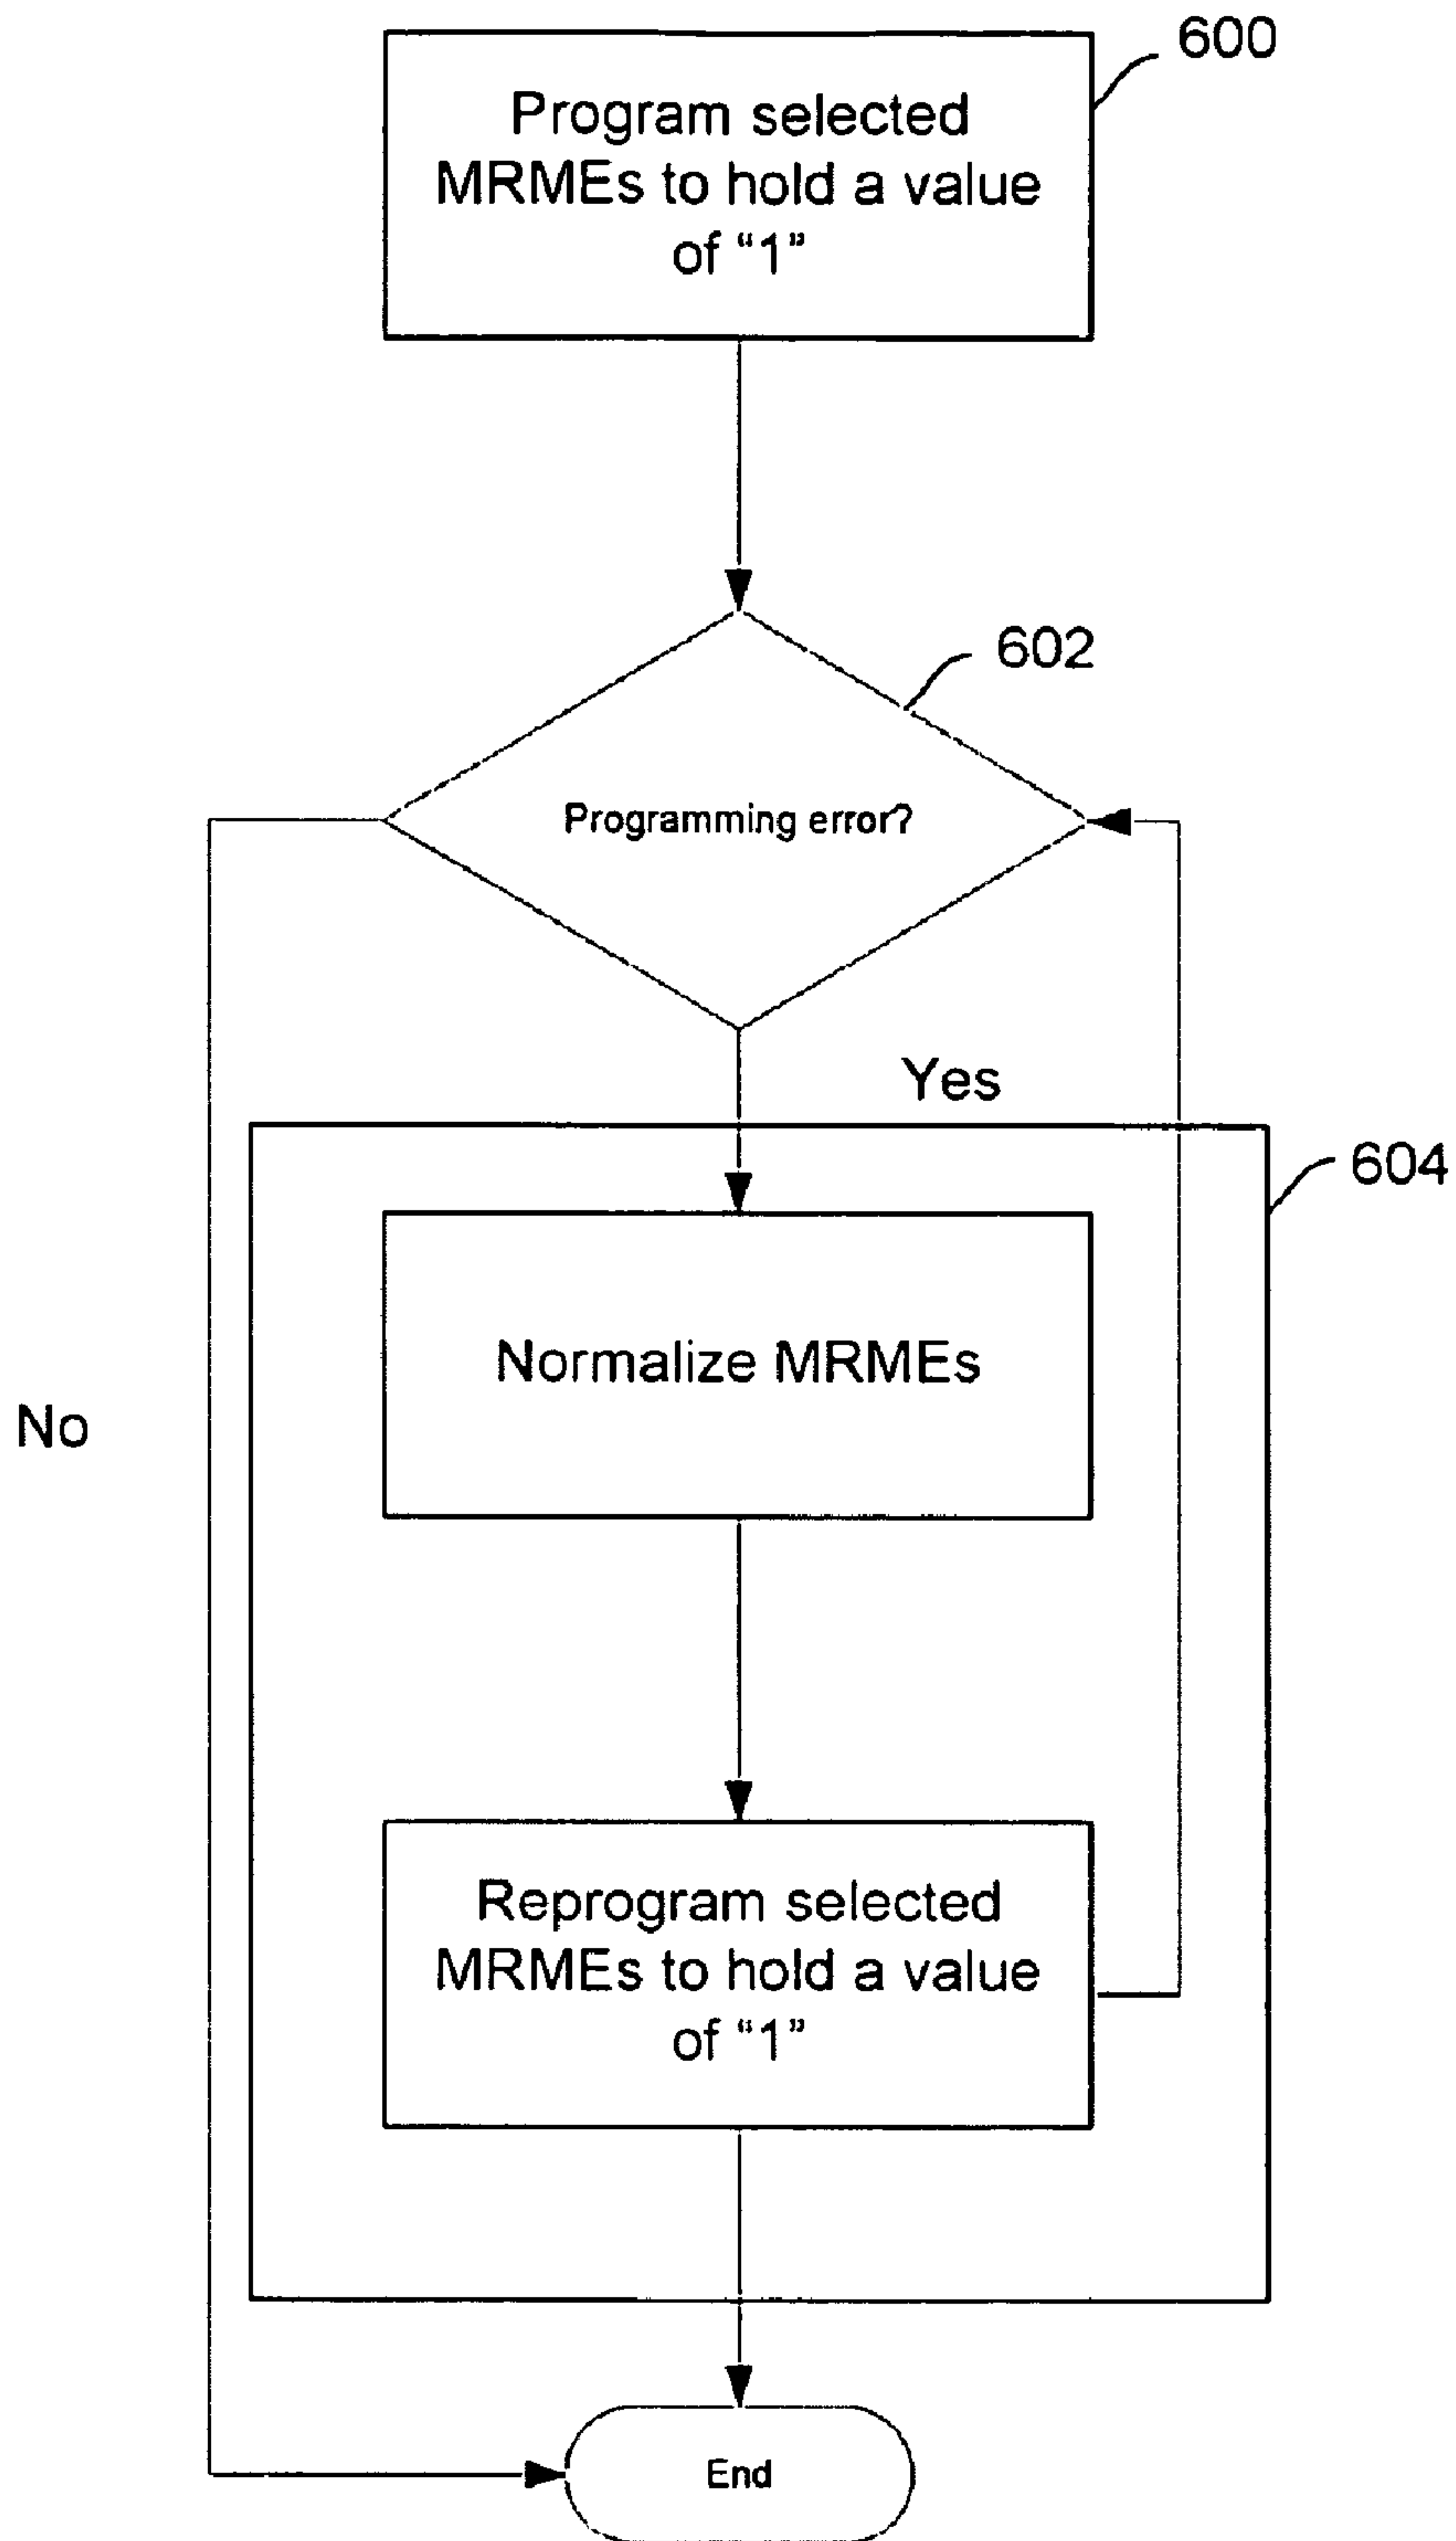 600
Program selected
MRMEs to hold a value
of “1”
602
Programming error?
Yes
604
Normalize MRMEs
No
Reprogram selected
MRMEs to hold a value
of “1”
End